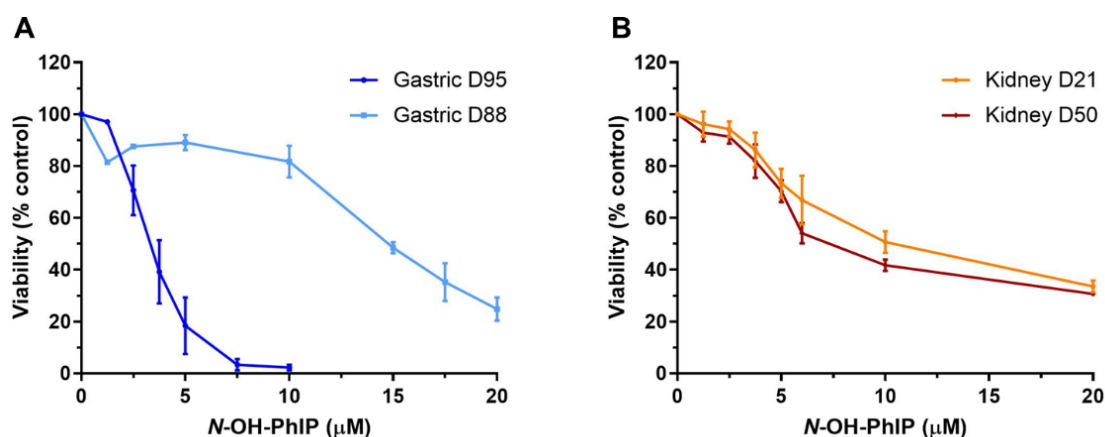 A
B
120
100
80
60
40
20
0
0
5
10
15
20
Viability (% control)
N-OH-PhIP (μM)
Gastric D95
Gastric D88
120
100
80
60
40
20
0
0
5
10
15
20
Viability (% control)
N-OH-PhIP (μM)
Kidney D21
Kidney D50